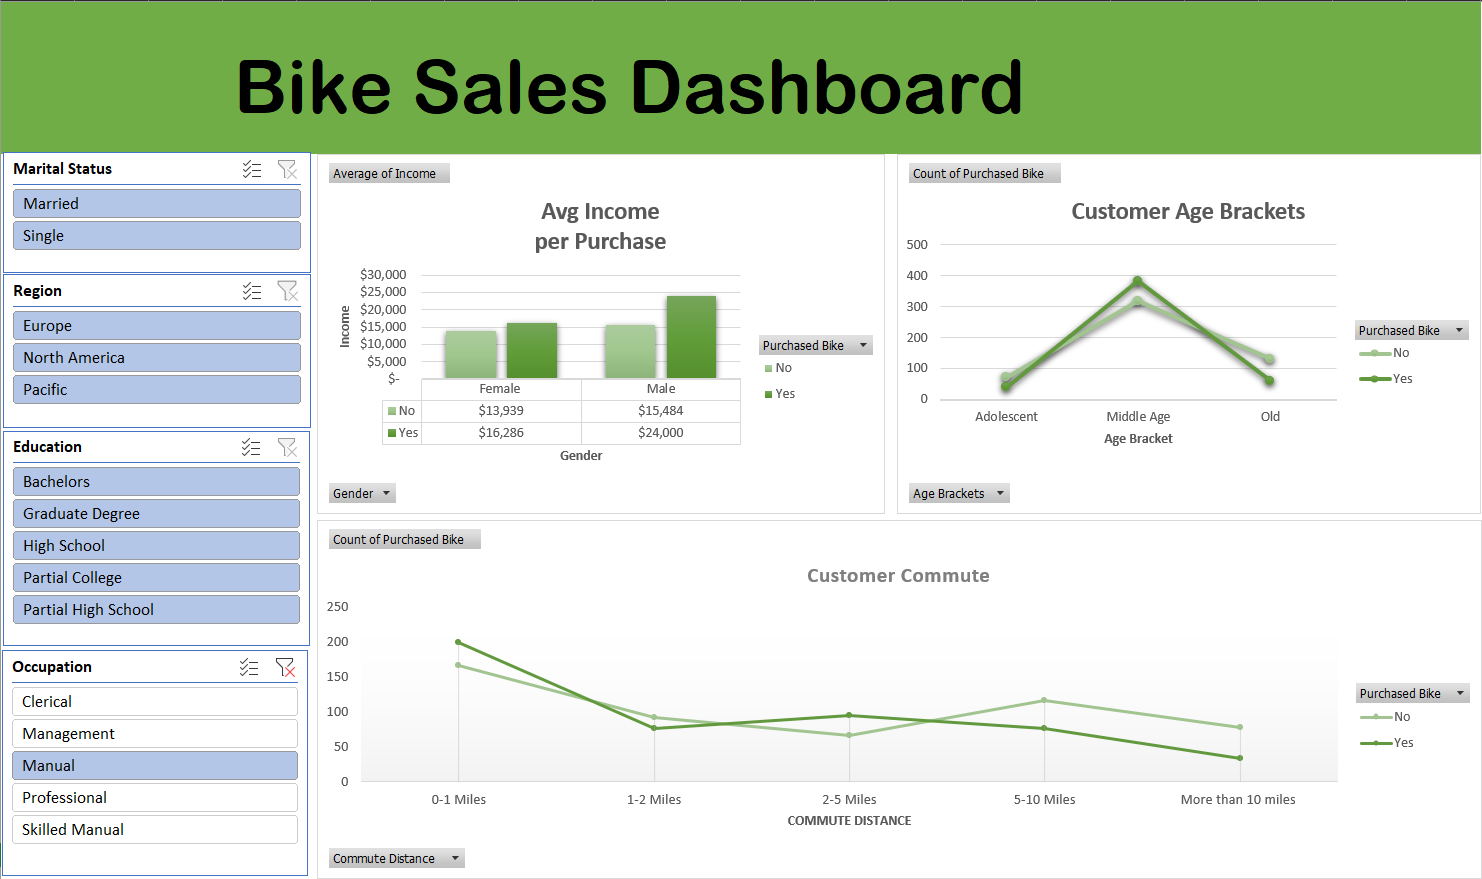 Bike Sales Dashboard
Marital Status
Married
Single
Region
Europe
North America
Pacific
Education
Bachelors
Graduate Degree
High School
Partial College
Partial High School
Occupation
Clerical
Management
Manual
Professional
Skilled Manual
Average of Income
Avg Income
per Purchase
$30,000
$25,000
$20,000
$15,000
$10,000
$5,000
$-
Income
Female Male
No $13,939 $15,484
Yes $16,286 $24,000
Gender
Purchased Bike
No
Yes
Gender
Count of Purchased Bike
Customer Age Brackets
500
400
300
200
100
0
Adolescent Middle Age Old
Age Bracket
Purchased Bike
No
Yes
Age Brackets
Count of Purchased Bike
Customer Commute
250
200
150
100
50
0
0-1 Miles 1-2 Miles 2-5 Miles 5-10 Miles More than 10 miles
COMMUTE DISTANCE
Purchased Bike
No
Yes
Commute Distance